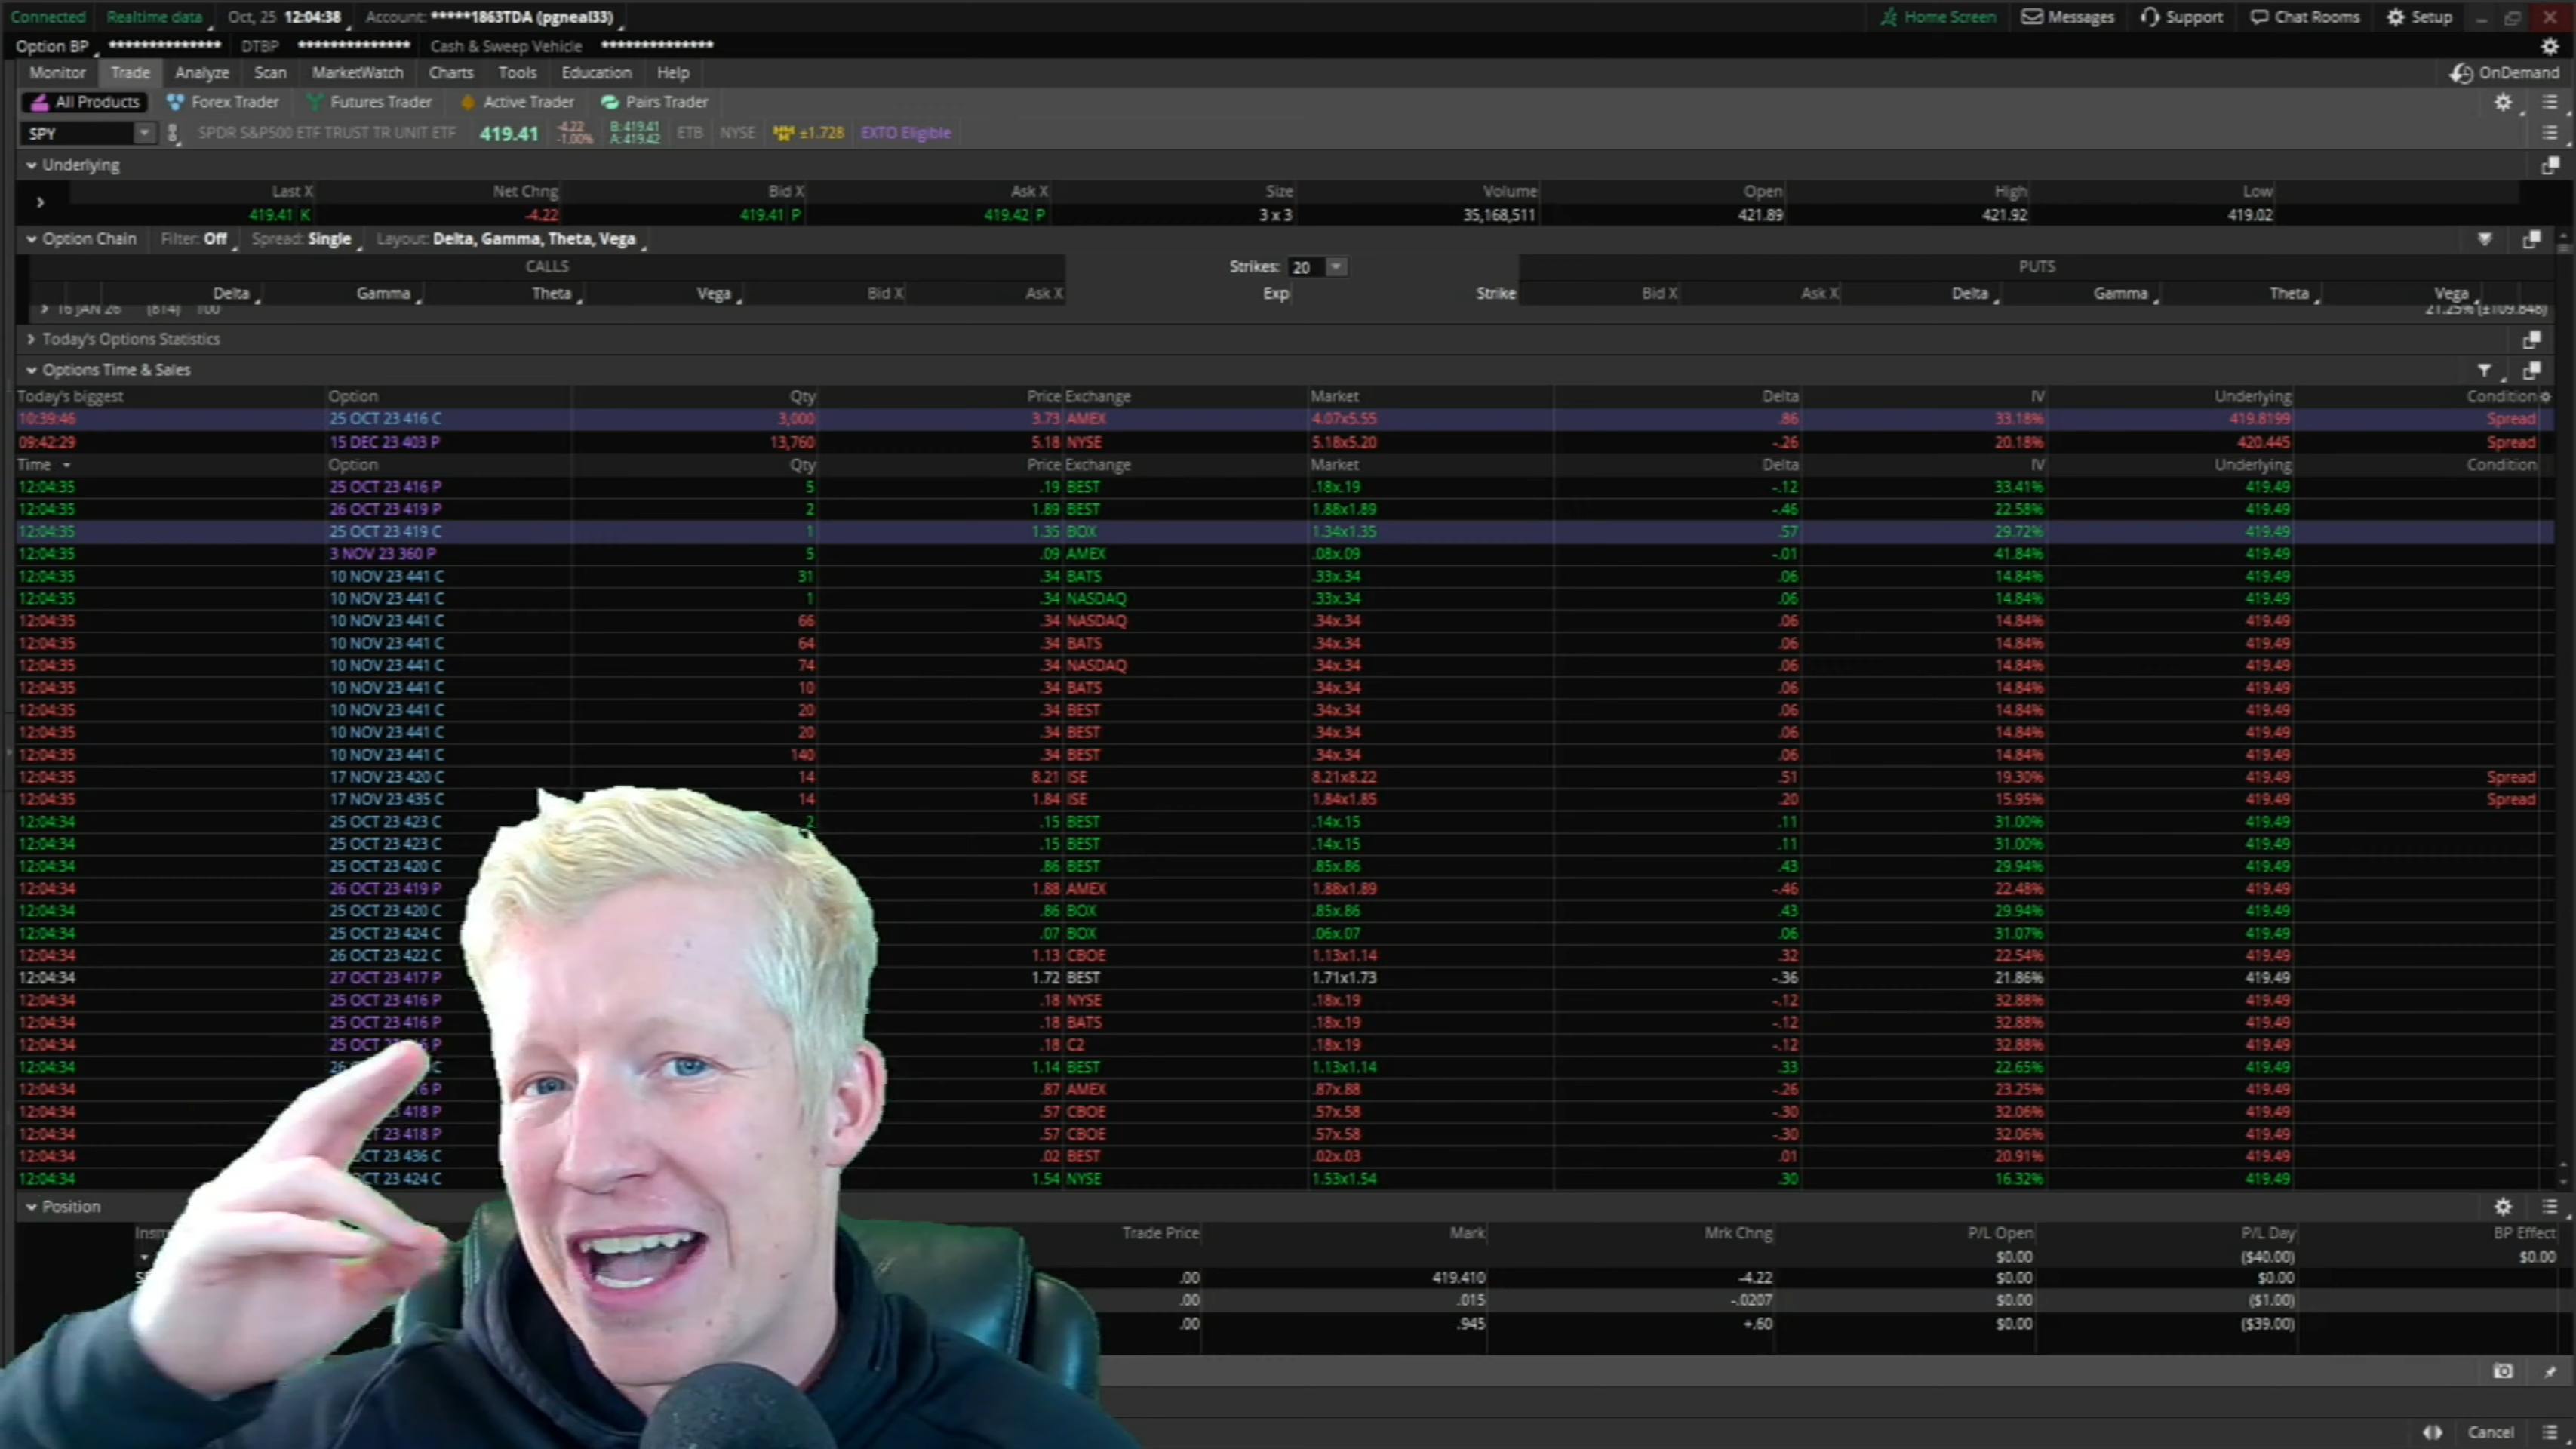 Connected Realtime data Oct, 25 12:04:38 Account: *****1863TDA (pgneal33) Home Screen Messages Support Chat Rooms Setup
Option BP ************** DTBP ************** Cash & Sweep Vehicle **************
Monitor Trade Analyze Scan MarketWatch Charts Tools Education Help OnDemand
All Products Forex Trader Futures Trader Active Trader Pairs Trader
SPY SPDR S&P500 ETF TRUST TR UNIT ETF 419.41 -4.22 -1.00% B: 419.41 A: 419.42 ETB NYSE ±1.728 EXTO Eligible
Underlying
Last X Net Chng Bid X Ask X Size Volume Open High Low
419.41 K -4.22 419.41 P 419.42 P 3 x 3 35,168,511 421.89 421.92 419.02
Option Chain Filter: Off Spread: Single Layout: Delta, Gamma, Theta, Vega
CALLS Strikes: 20 PUTS
Delta Gamma Theta Vega Bid X Ask X Exp Strike Bid X Ask X Delta Gamma Theta Vega
16 JAN 26 (814) 100 21.25% (±109.848)
Today's Options Statistics
Options Time & Sales
Today's biggest Option Qty Price Exchange Market Delta IV Underlying Condition
10:39:46 25 OCT 23 416 C 3,000 3.73 AMEX 4.07x5.55 .86 33.18% 419.8199 Spread
09:42:29 15 DEC 23 403 P 13,760 5.18 NYSE 5.18x5.20 -.26 20.18% 420.445 Spread
Time Option Qty Price Exchange Market Delta IV Underlying Condition
12:04:35 25 OCT 23 416 P 5 .19 BEST .18x.19 -.12 33.41% 419.49
12:04:35 26 OCT 23 419 P 2 1.89 BEST 1.88x1.89 -.46 22.58% 419.49
12:04:35 25 OCT 23 419 C 1 1.35 BOX 1.34x1.35 .57 29.72% 419.49
12:04:35 3 NOV 23 360 P 5 .09 AMEX .08x.09 -.01 41.84% 419.49
12:04:35 10 NOV 23 441 C 31 .34 BATS .33x.34 .06 14.84% 419.49
12:04:35 10 NOV 23 441 C 1 .34 NASDAQ .33x.34 .06 14.84% 419.49
12:04:35 10 NOV 23 441 C 66 .34 NASDAQ .34x.34 .06 14.84% 419.49
12:04:35 10 NOV 23 441 C 64 .34 BATS .34x.34 .06 14.84% 419.49
12:04:35 10 NOV 23 441 C 74 .34 NASDAQ .34x.34 .06 14.84% 419.49
12:04:35 10 NOV 23 441 C 10 .34 BATS .34x.34 .06 14.84% 419.49
12:04:35 10 NOV 23 441 C 20 .34 BEST .34x.34 .06 14.84% 419.49
12:04:35 10 NOV 23 441 C 20 .34 BEST .34x.34 .06 14.84% 419.49
12:04:35 10 NOV 23 441 C 140 .34 BEST .34x.34 .06 14.84% 419.49
12:04:35 17 NOV 23 420 C 14 8.21 ISE 8.21x8.22 .51 19.30% 419.49 Spread
12:04:35 17 NOV 23 435 C 14 1.84 ISE 1.84x1.85 .20 15.95% 419.49 Spread
12:04:34 25 OCT 23 423 C 2 .15 BEST .14x.15 .11 31.00% 419.49
12:04:34 25 OCT 23 423 C .15 BEST .14x.15 .11 31.00% 419.49
12:04:34 25 OCT 23 420 C .86 BEST .85x.86 .43 29.94% 419.49
12:04:34 26 OCT 23 419 P 1.88 AMEX 1.88x1.89 -.46 22.48% 419.49
12:04:34 25 OCT 23 420 C .86 BOX .85x.86 .43 29.94% 419.49
12:04:34 25 OCT 23 424 C .07 BOX .06x.07 .06 31.07% 419.49
12:04:34 26 OCT 23 422 C 1.13 CBOE 1.13x1.14 .32 22.54% 419.49
12:04:34 27 OCT 23 417 P 1.72 BEST 1.71x1.73 -.36 21.86% 419.49
12:04:34 25 OCT 23 416 P .18 NYSE .18x.19 -.12 32.88% 419.49
12:04:34 25 OCT 23 416 P .18 BATS .18x.19 -.12 32.88% 419.49
12:04:34 25 OCT 6 P .18 C2 .18x.19 -.12 32.88% 419.49
12:04:34 26 C 1.14 BEST 1.13x1.14 .33 22.65% 419.49
12:04:34 6 P .87 AMEX .87x.88 -.26 23.25% 419.49
12:04:34 418 P .57 CBOE .57x.58 -.30 32.06% 419.49
12:04:34 418 P .57 CBOE .57x.58 -.30 32.06% 419.49
12:04:34 23 436 C .02 BEST .02x.03 .01 20.91% 419.49
12:04:34 23 424 C 1.54 NYSE 1.53x1.54 .30 16.32% 419.49
Position
Trade Price Mark Mrk Chng P/L Open P/L Day BP Effect
$0.00 ($40.00) $0.00
.00 419.410 -4.22 $0.00 $0.00
.00 .015 -.0207 $0.00 ($1.00)
.00 .945 +.60 $0.00 ($39.00)
Cancel